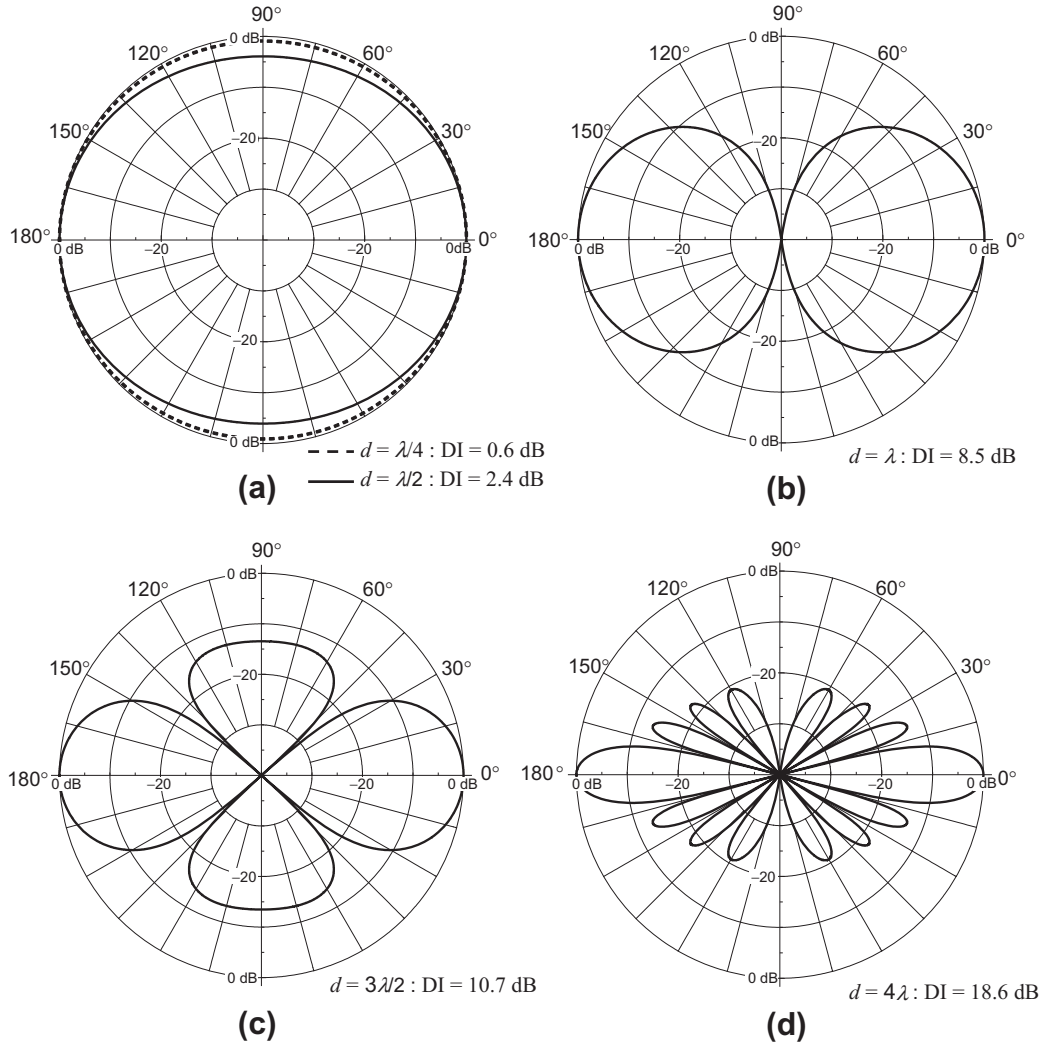 90° 90°
0 dB 0 dB
120° 60° 120° 60°
150° 30° 150° 30°
–20 –20
180° 0 dB –20 –20 0dB 0° 180° 0 dB –20 –20 0 dB 0°
–20 –20
0 dB 0 dB
d = λ/4 : DI = 0.6 dB
d = λ/2 : DI = 2.4 dB
d = λ : DI = 8.5 dB
(a) (b)
90° 90°
0 dB 0 dB
120° 60° 120° 60°
150° 30° 150° 30°
–20 –20
180° 0 dB –20 –20 0 dB 0° 180° 0 dB –20 –20 0 dB 0°
–20 –20
0 dB 0 dB
d = 3λ/2 : DI = 10.7 dB d = 4λ : DI = 18.6 dB
(c) (d)